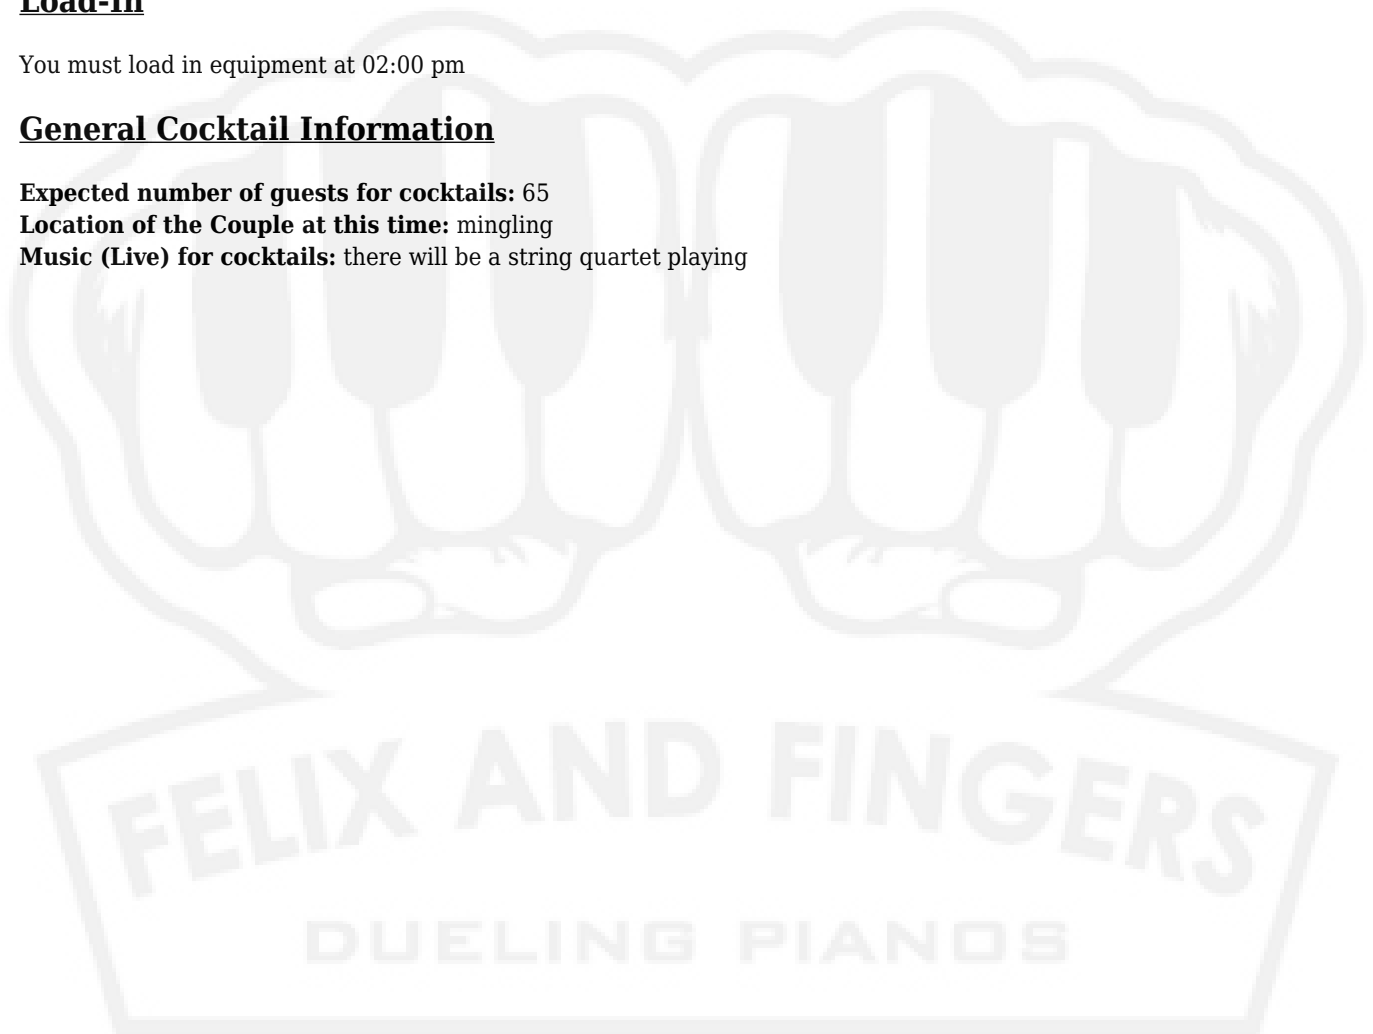 Load-In
You must load in equipment at 02:00 pm
General Cocktail Information
Expected number of guests for cocktails: 65
Location of the Couple at this time: mingling
Music (Live) for cocktails: there will be a string quartet playing
FELIX AND FINGERS
DUELING PIANOS